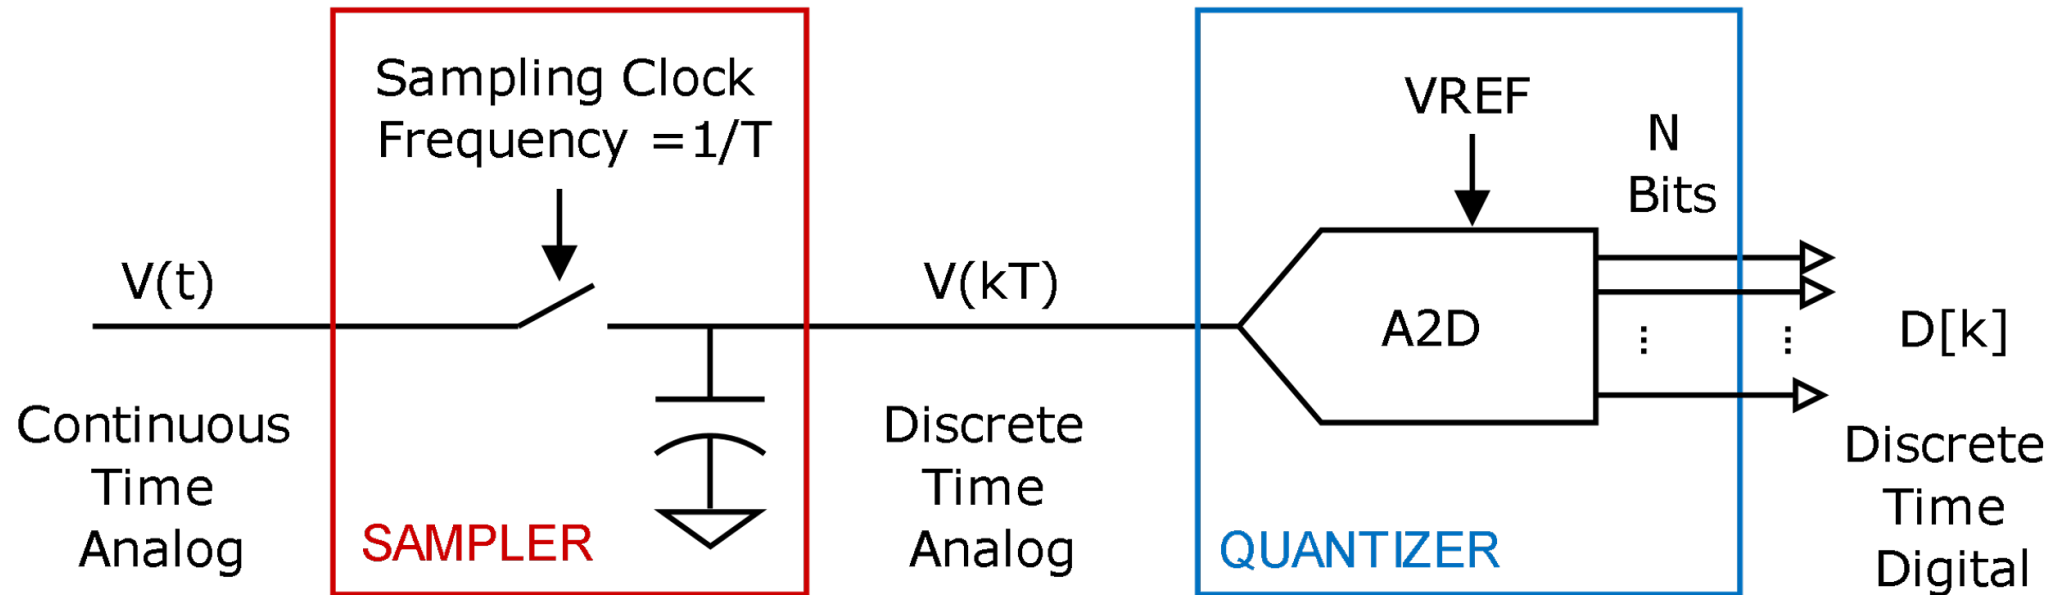 Sampling Clock
Frequency =1/T
V(t)
Continuous
Time
Analog
SAMPLER
V(kT)
Discrete
Time
Analog
VREF
N
Bits
A2D
QUANTIZER
D[k]
Discrete
Time
Digital